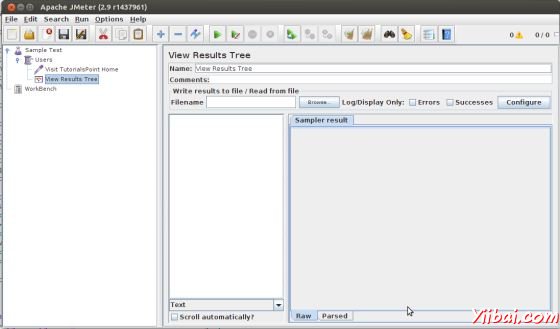 Apache JMeter (2.9 r1437961)
File Edit Search Run Options Help
0 0 / 0
Sample Text
Users
Visit TutorialsPoint Home
View Results Tree
WorkBench
View Results Tree
Name: View Results Tree
Comments:
Write results to file / Read from file
Filename Browse... Log/Display Only: Errors Successes Configure
Sampler result
Text
Scroll automatically?
Raw Parsed
Yiibai.com